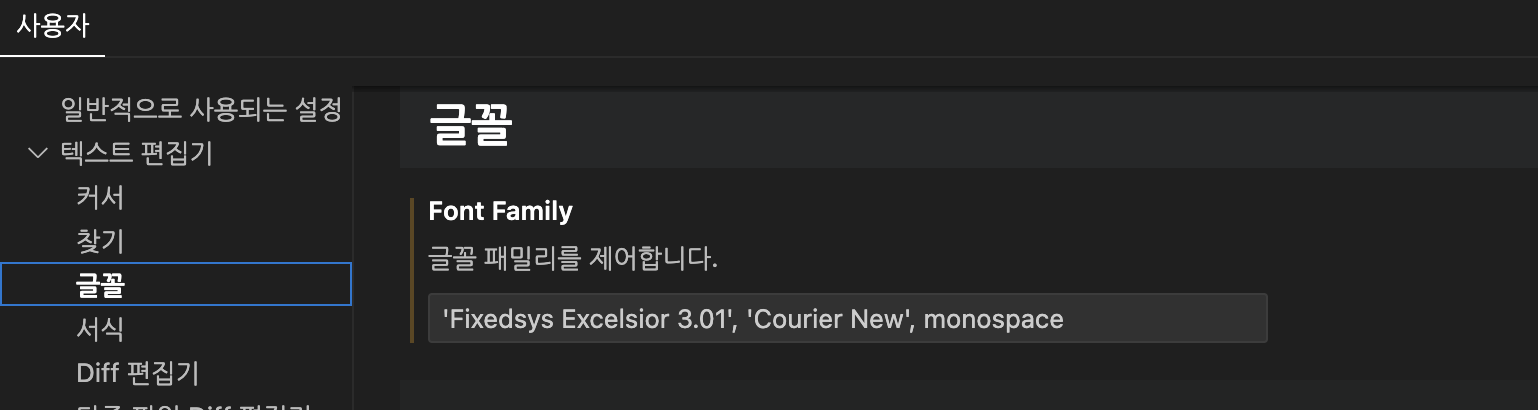 사용자
일반적으로 사용되는 설정
텍스트 편집기
커서
찾기
글꼴
서식
Diff 편집기
글꼴
Font Family
글꼴 패밀리를 제어합니다.
'Fixedsys Excelsior 3.01', 'Courier New', monospace